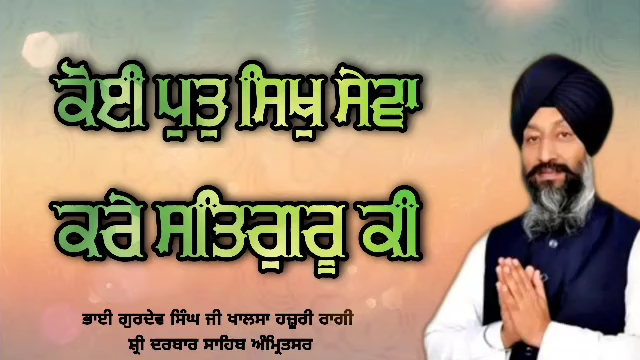 ਕੋਈ ਪੁਤੁ ਸਿਖੁ ਸੇਵਾ
ਕਰੇ ਸਤਿਗੁਰੂ ਕੀ
ਭਾਈ ਗੁਰਦੇਵ ਸਿੰਘ ਜੀ ਖਾਲਸਾ ਹਜ਼ੂਰੀ ਰਾਗੀ
ਸ਼੍ਰੀ ਦਰਬਾਰ ਸਾਹਿਬ ਅੰਮ੍ਰਿਤਸਰ